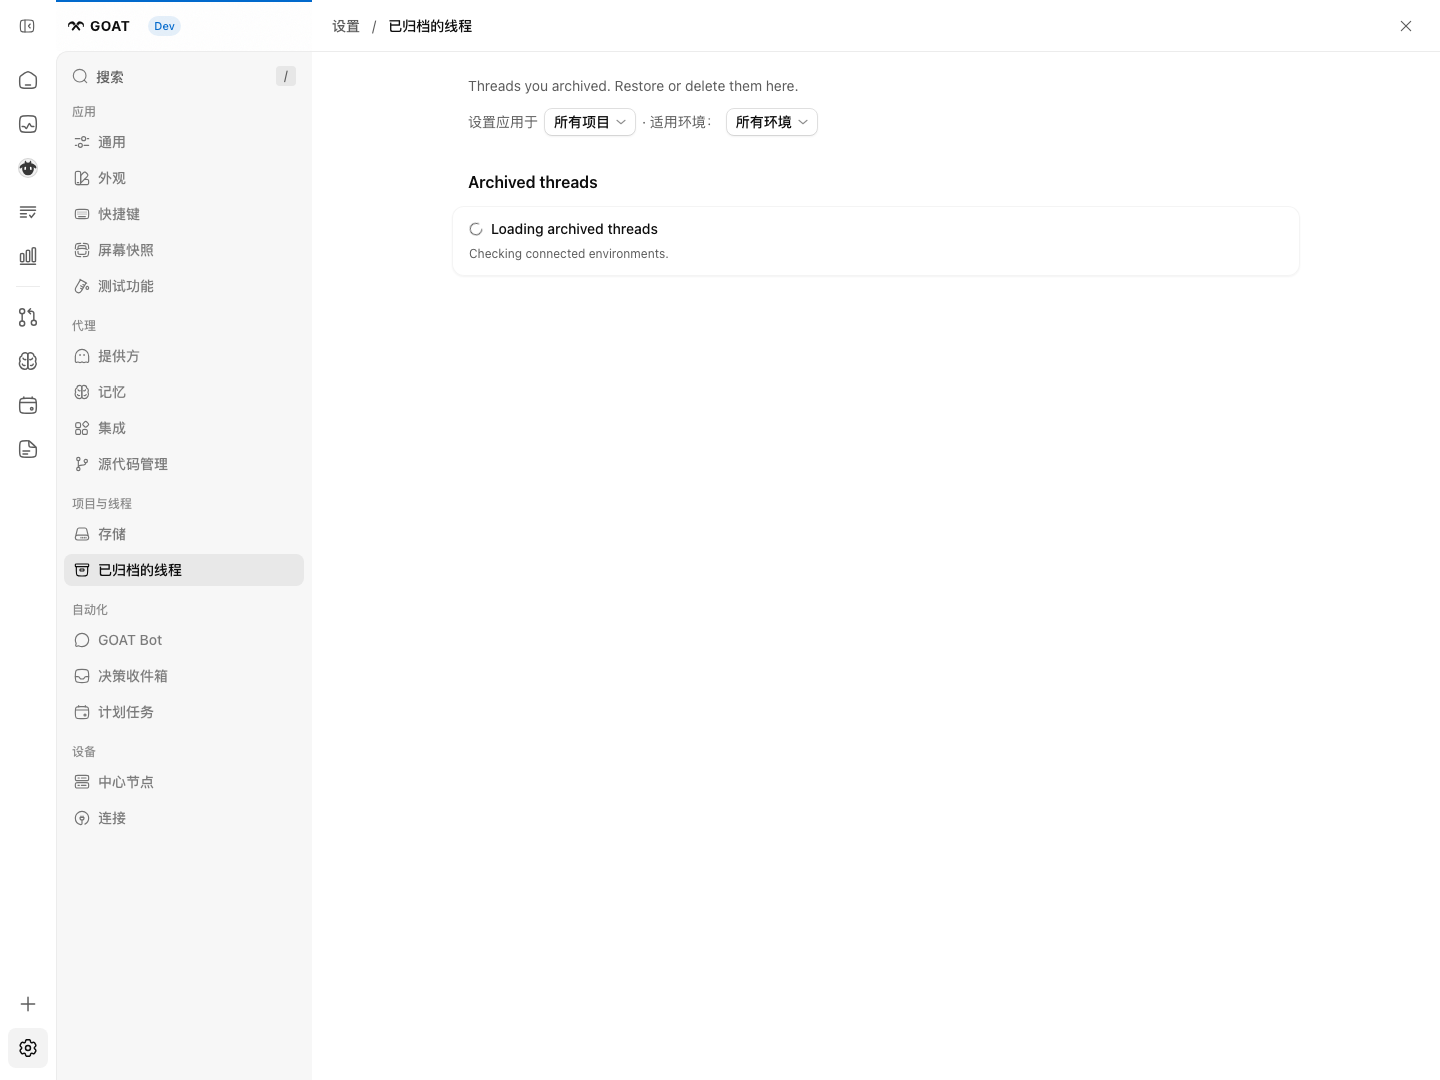 GOAT
Dev
设置 / 已归档的线程
搜索
/
应用
通用
外观
快捷键
屏幕快照
测试功能
代理
提供方
记忆
集成
源代码管理
项目与线程
存储
已归档的线程
自动化
GOAT Bot
决策收件箱
计划任务
设备
中心节点
连接
Threads you archived. Restore or delete them here.
设置应用于 所有项目 · 适用环境： 所有环境
Archived threads
Loading archived threads
Checking connected environments.